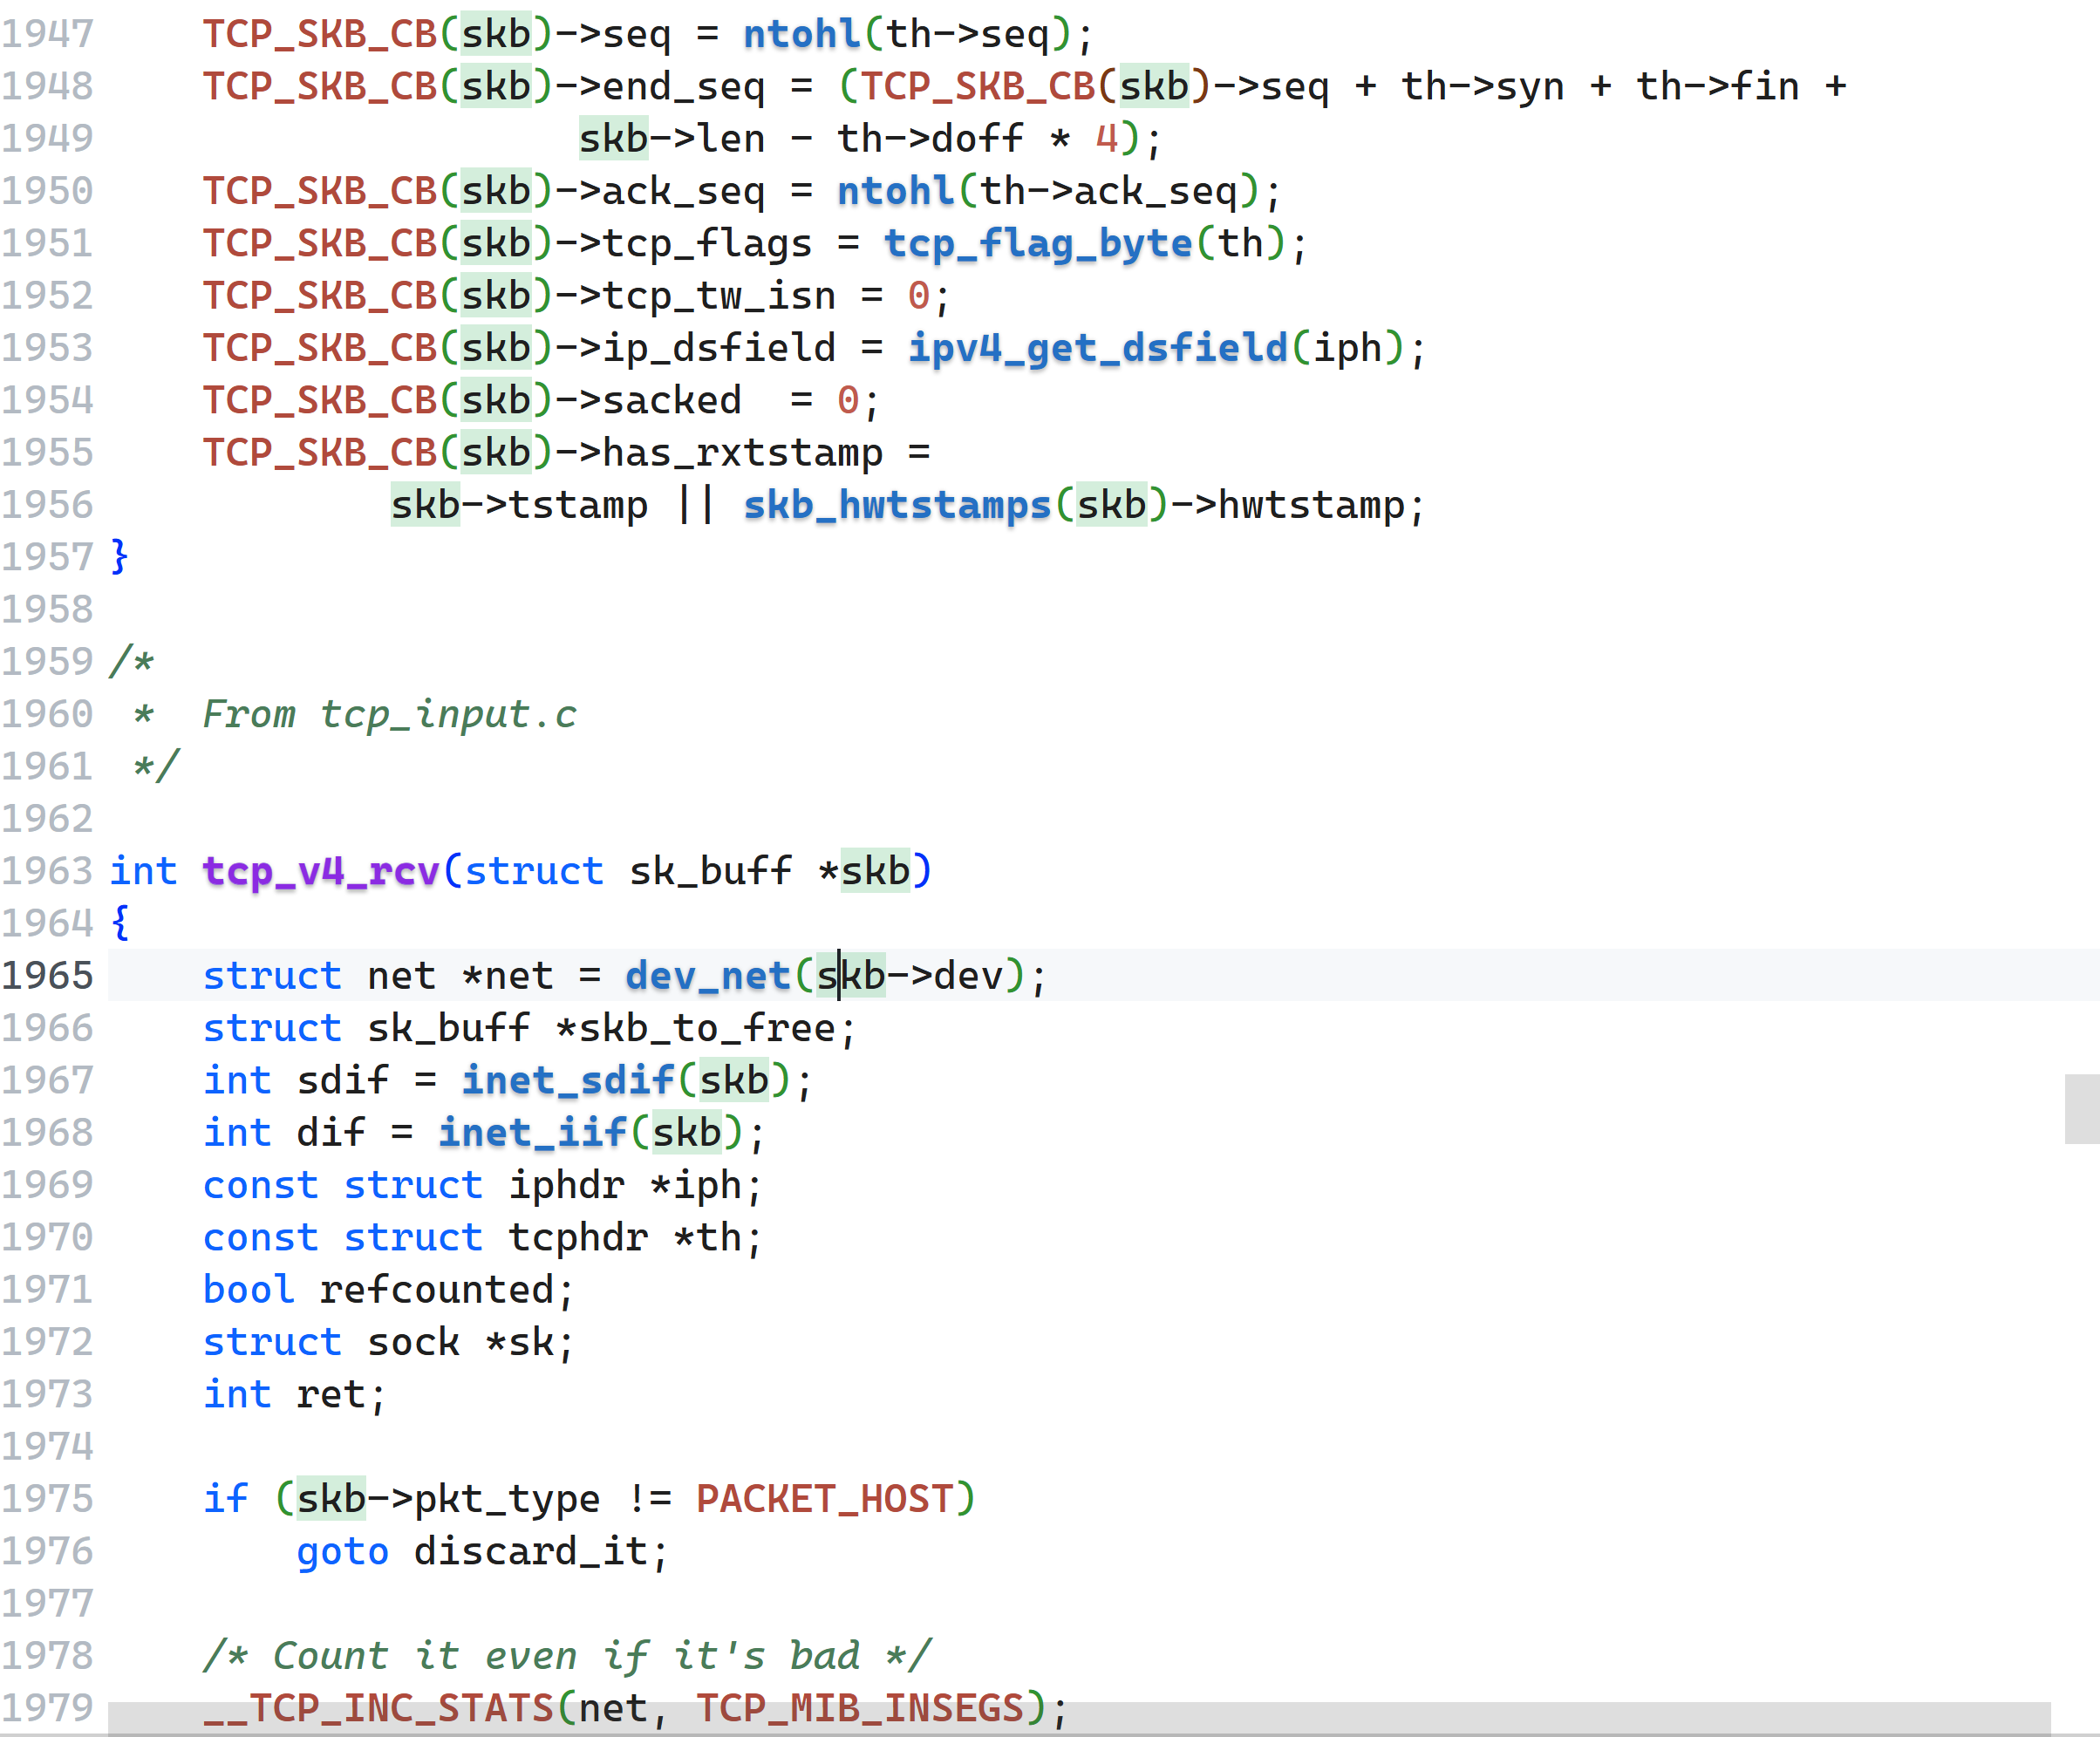 1947 TCP_SKB_CB(skb)->seq = ntohl(th->seq);
1948 TCP_SKB_CB(skb)->end_seq = (TCP_SKB_CB(skb)->seq + th->syn + th->fin +
1949 skb->len - th->doff * 4);
1950 TCP_SKB_CB(skb)->ack_seq = ntohl(th->ack_seq);
1951 TCP_SKB_CB(skb)->tcp_flags = tcp_flag_byte(th);
1952 TCP_SKB_CB(skb)->tcp_tw_isn = 0;
1953 TCP_SKB_CB(skb)->ip_dsfield = ipv4_get_dsfield(iph);
1954 TCP_SKB_CB(skb)->sacked  = 0;
1955 TCP_SKB_CB(skb)->has_rxtstamp =
1956 skb->tstamp || skb_hwtstamps(skb)->hwtstamp;
1957 }
1958
1959 /*
1960  *  From tcp_input.c
1961  */
1962
1963 int tcp_v4_rcv(struct sk_buff *skb)
1964 {
1965 struct net *net = dev_net(skb->dev);
1966 struct sk_buff *skb_to_free;
1967 int sdif = inet_sdif(skb);
1968 int dif = inet_iif(skb);
1969 const struct iphdr *iph;
1970 const struct tcphdr *th;
1971 bool refcounted;
1972 struct sock *sk;
1973 int ret;
1974
1975 if (skb->pkt_type != PACKET_HOST)
1976 goto discard_it;
1977
1978 /* Count it even if it's bad */
1979 __TCP_INC_STATS(net, TCP_MIB_INSEGS);